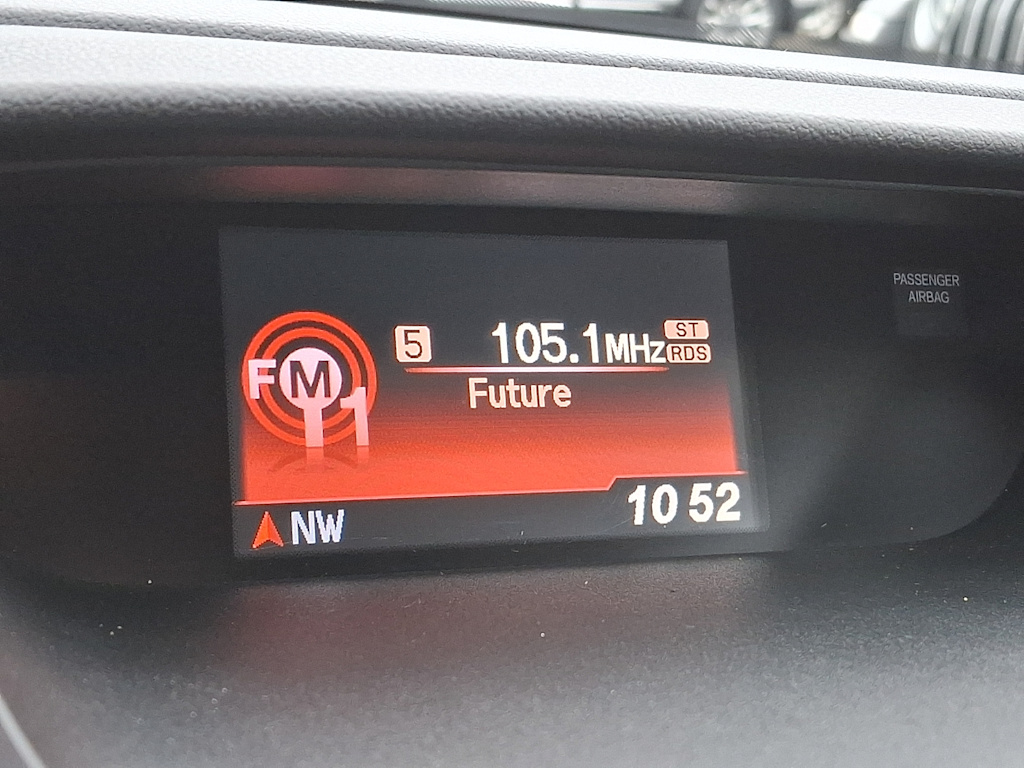 FM1
5 105.1MHz ST
RDS
Future
NW 10 52
PASSENGER
AIRBAG